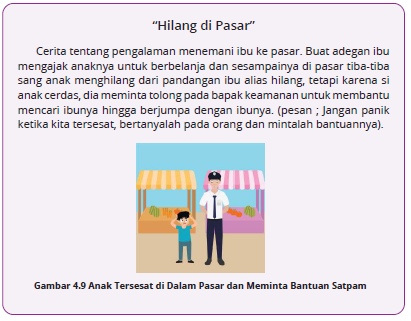 “Hilang di Pasar”
Cerita tentang pengalaman menemani ibu ke pasar. Buat adegan ibu
mengajak anaknya untuk berbelanja dan sesampainya di pasar tiba-tiba
sang anak menghilang dari pandangan ibu alias hilang, tetapi karena si
anak cerdas, dia meminta tolong pada bapak keamanan untuk membantu
mencari ibunya hingga berjumpa dengan ibunya. (pesan ; Jangan panik
ketika kita tersesat, bertanyalah pada orang dan mintalah bantuannya).
Gambar 4.9 Anak Tersesat di Dalam Pasar dan Meminta Bantuan Satpam